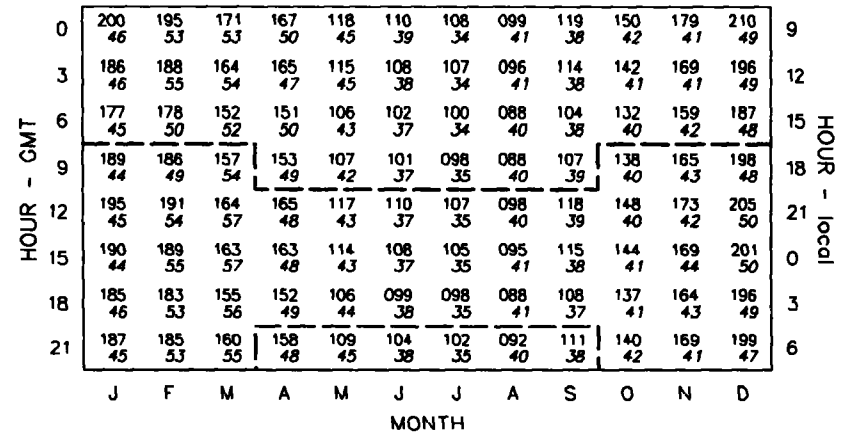 0 200 195 171 167 118 110 108 099 119 150 179 210 9
46 53 53 50 45 39 34 41 38 42 41 49
3 186 188 164 165 115 108 107 096 114 142 169 196 12
46 55 54 47 45 38 34 41 38 41 41 49
6 177 178 152 151 106 102 100 088 104 132 159 187 15
45 50 52 50 43 37 34 40 38 40 42 48
9 189 186 157 153 107 101 098 088 107 138 165 198 18
44 49 54 49 42 37 35 40 39 40 43 48
12 195 191 164 165 117 110 107 098 118 148 173 205 21
45 54 57 48 43 37 35 40 39 40 42 50
15 190 189 163 163 114 108 105 095 115 144 169 201 0
44 55 57 48 43 37 35 41 38 41 44 50
18 185 183 155 152 106 099 098 088 108 137 164 196 3
46 53 56 49 44 38 35 41 37 41 43 49
21 187 185 160 158 109 104 102 092 111 140 169 199 6
45 53 55 48 45 38 35 40 38 42 41 47
J F M A M J J A S O N D
MONTH
HOUR - GMT
HOUR - local